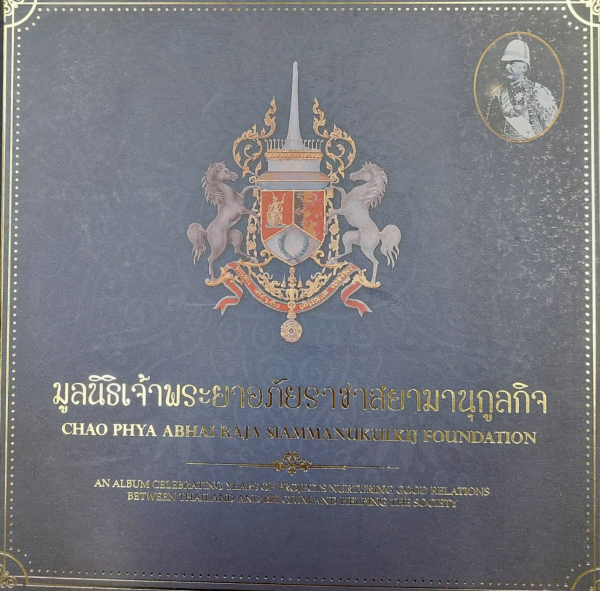 มูลนิธิเจ้าพระยาอภัยราชาสยามานุกูลกิจ
CHAO PHYA ABHAI RAJA SIAMMANUKULKIJ FOUNDATION
AN ALBUM CELEBRATING YEARS OF PROJECTS NURTURING GOOD RELATIONS
BETWEEN THAILAND AND BELGIUM AND HELPING THE SOCIETY